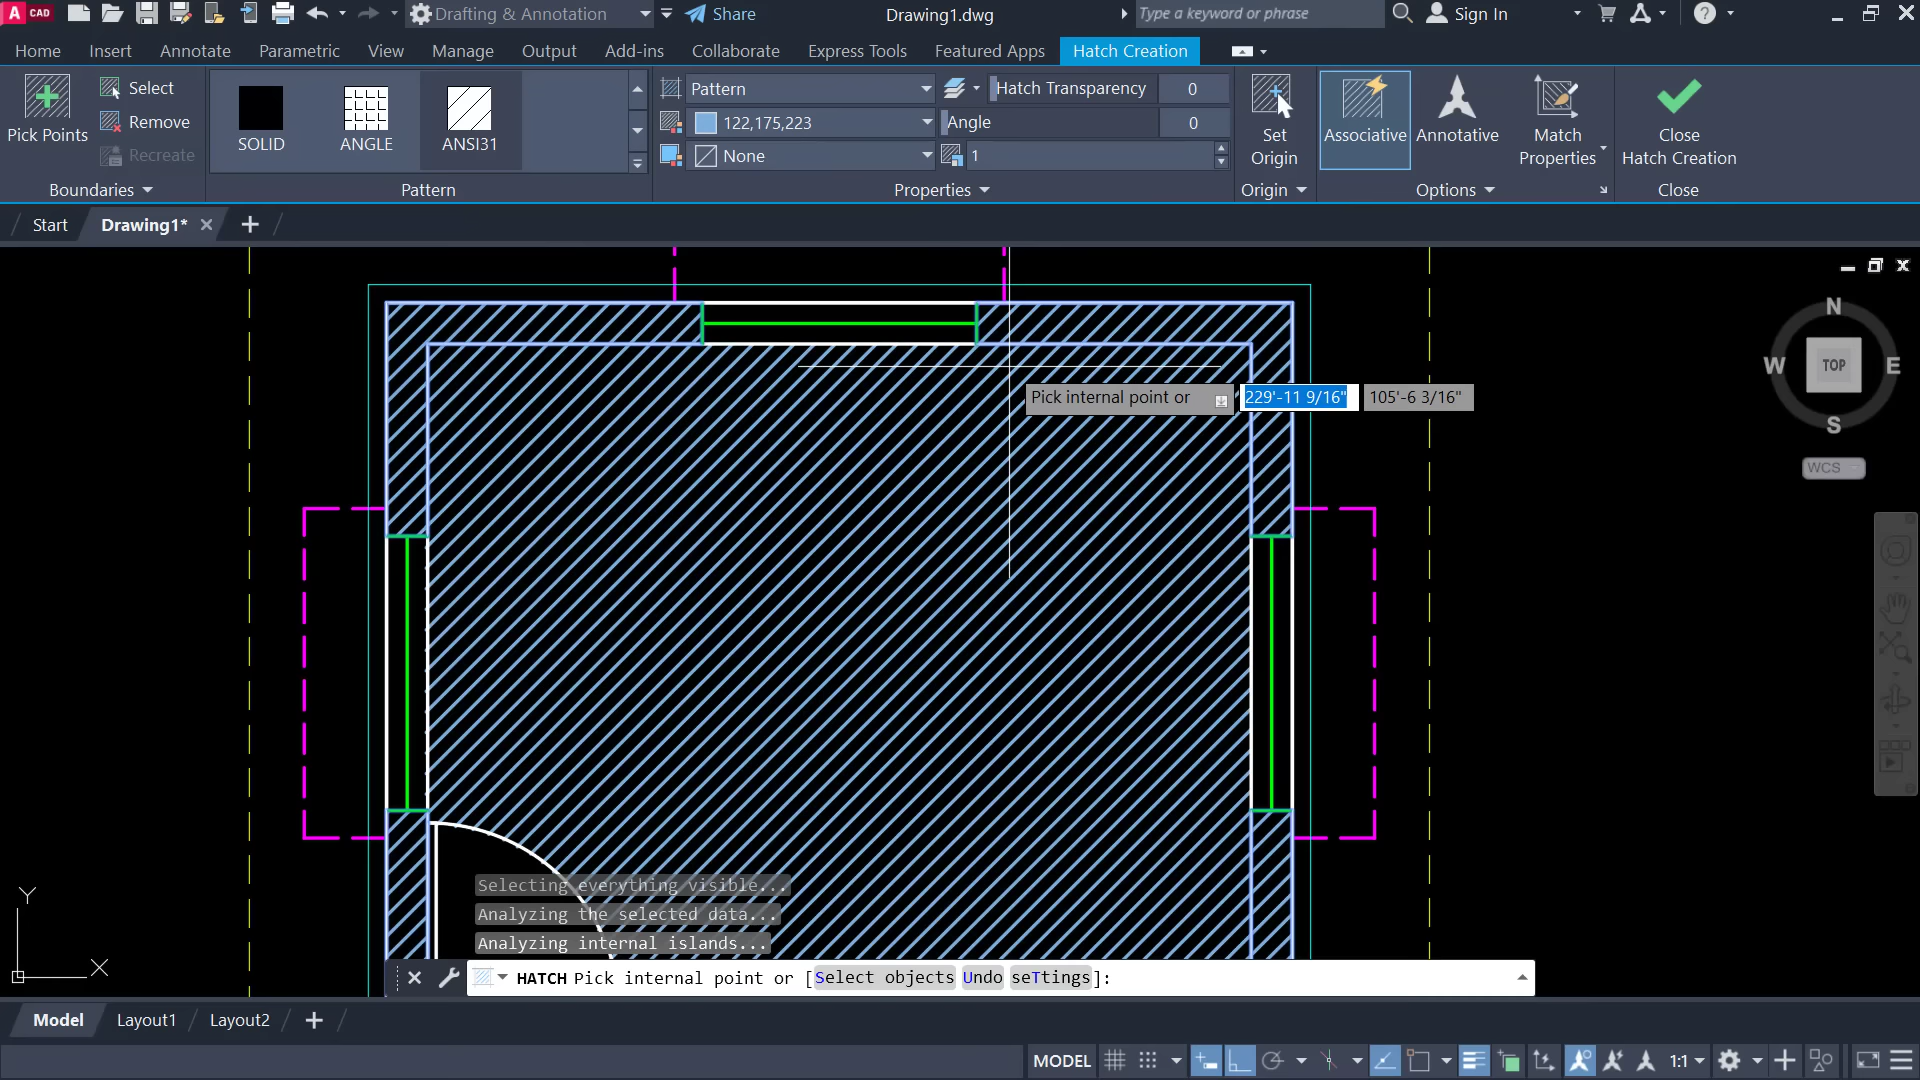 A CAD
Drafting & Annotation
Share
Drawing1.dwg
Type a keyword or phrase
Sign In
Home Insert Annotate Parametric View Manage Output Add-ins Collaborate Express Tools Featured Apps Hatch Creation
Pick Points
Select
Remove
Recreate
Boundaries
SOLID
ANGLE
ANSI31
Pattern
Pattern
122,175,223
None
Hatch Transparency 0
Angle 0
1
Properties
Set
Origin
Origin
Associative
Annotative
Match
Properties
Options
Close
Hatch Creation
Close
Start
Drawing1*
N
W TOP E
S
WCS
Pick internal point or 229'-11 9/16" 105'-6 3/16"
Selecting everything visible...
Analyzing the selected data...
Analyzing internal islands...
Y
X
HATCH Pick internal point or [Select objects Undo seTtings]:
Model Layout1 Layout2
MODEL
1:1